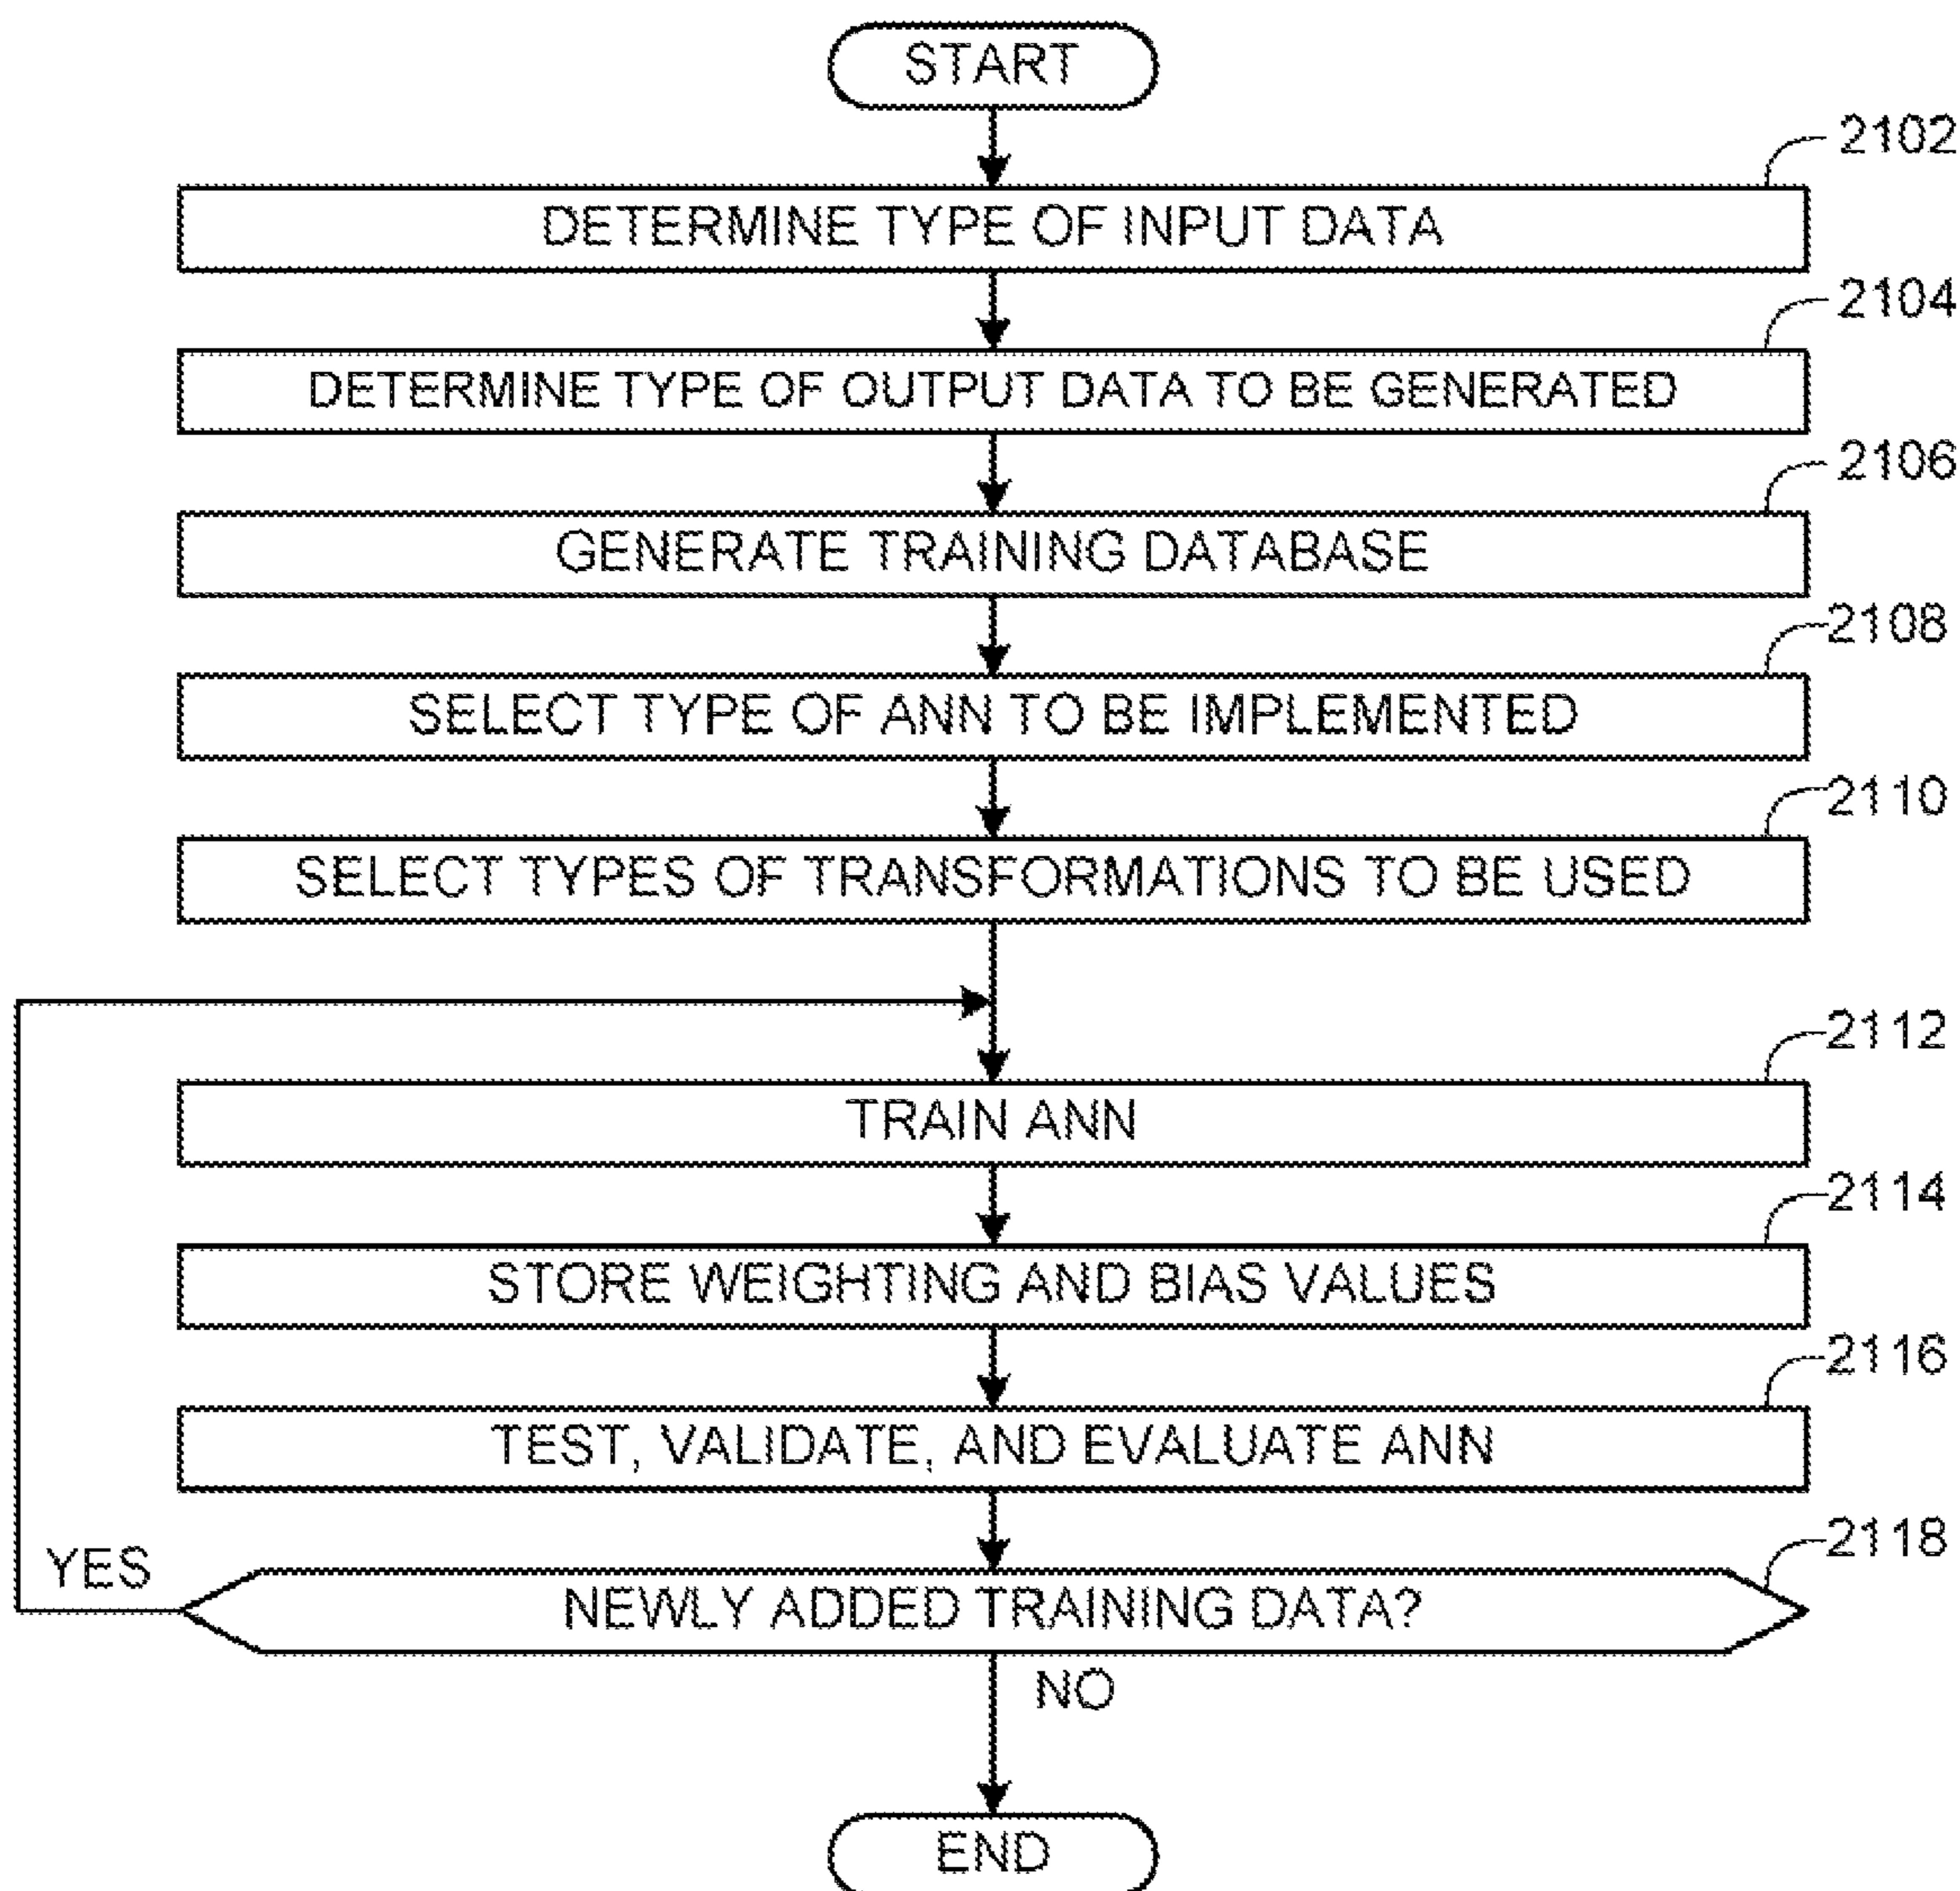 START
2102
DETERMINE TYPE OF INPUT DATA
2104
DETERMINE TYPE OF OUTPUT DATA TO BE GENERATED
2106
GENERATE TRAINING DATABASE
2108
SELECT TYPE OF ANN TO BE IMPLEMENTED
2110
SELECT TYPES OF TRANSFORMATIONS TO BE USED
2112
TRAIN ANN
2114
STORE WEIGHTING AND BIAS VALUES
2116
TEST, VALIDATE, AND EVALUATE ANN
2118
YES
NEWLY ADDED TRAINING DATA?
NO
END